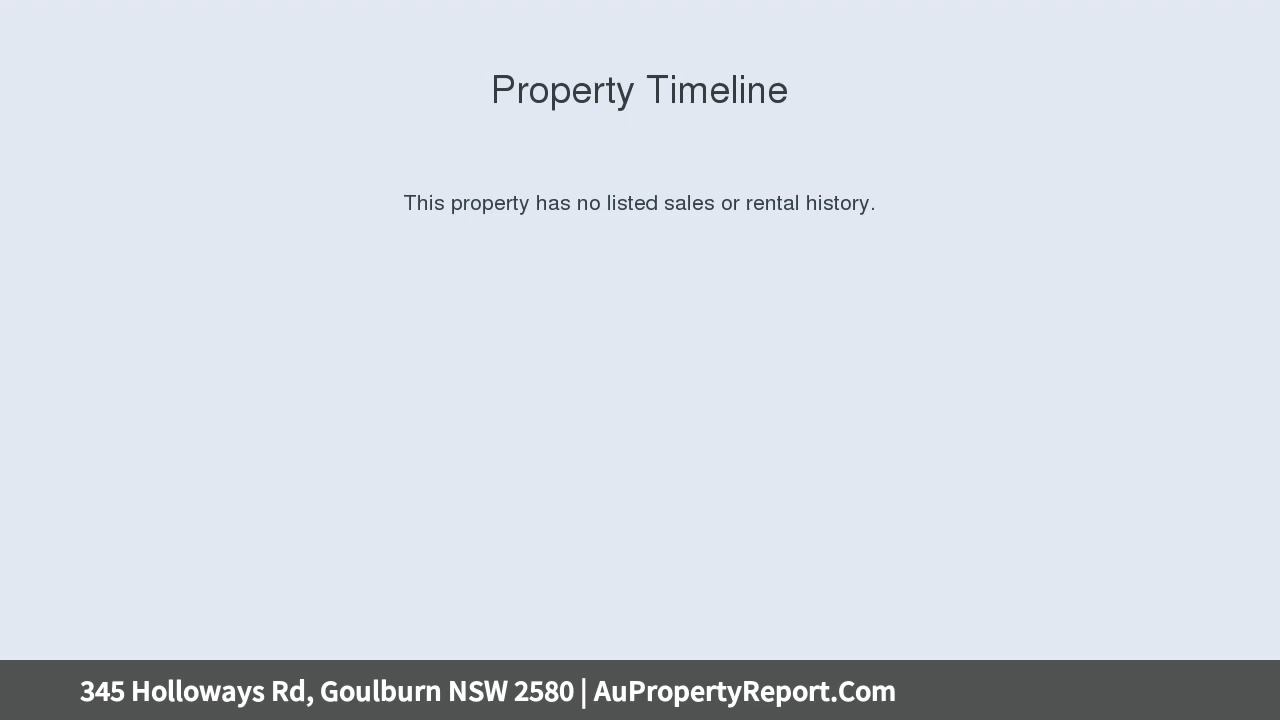 Property Timeline
This property has no listed sales or rental history.
345 Holloways Rd, Goulburn NSW 2580 | AuPropertyReport.Com